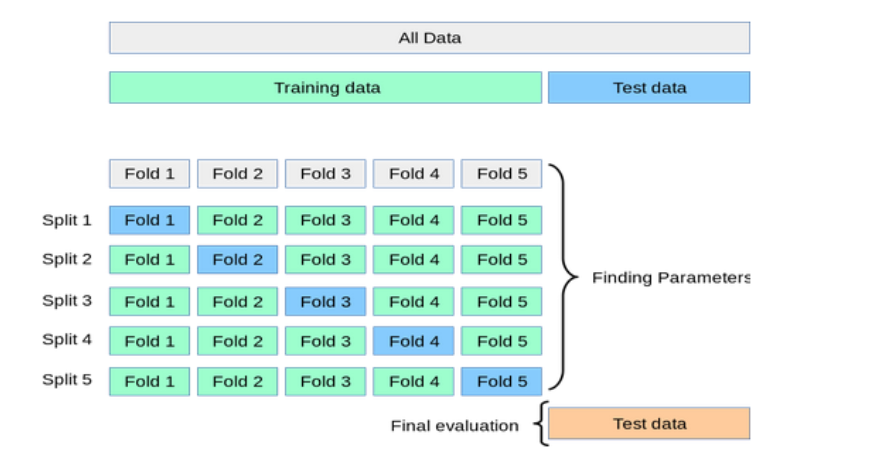 All Data
Training data Test data
Fold 1 Fold 2 Fold 3 Fold 4 Fold 5
Split 1 Fold 1 Fold 2 Fold 3 Fold 4 Fold 5
Split 2 Fold 1 Fold 2 Fold 3 Fold 4 Fold 5
Finding Parameters
Split 3 Fold 1 Fold 2 Fold 3 Fold 4 Fold 5
Split 4 Fold 1 Fold 2 Fold 3 Fold 4 Fold 5
Split 5 Fold 1 Fold 2 Fold 3 Fold 4 Fold 5
Final evaluation Test data